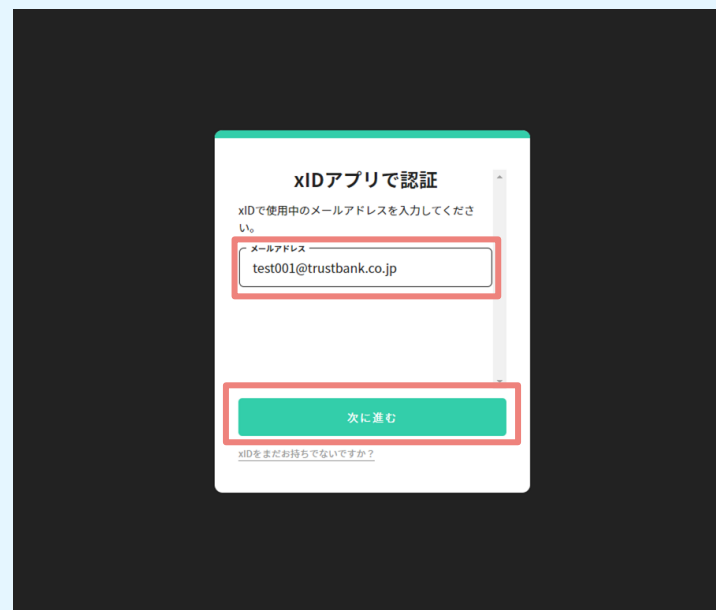 xIDアプリで認証
xIDで使用中のメールアドレスを入力してくださ
い。
メールアドレス
test001@trustbank.co.jp
次に進む
xIDをまだお持ちでないですか？